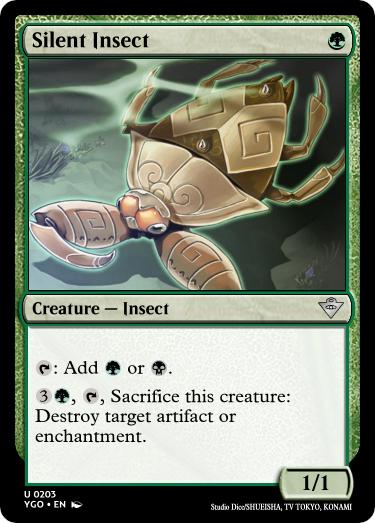 Silent Insect
Creature — Insect
: Add or .
3 , , Sacrifice this creature:
Destroy target artifact or
enchantment.
1/1
U 0203
YGO • EN
Studio Dice/SHUEISHA, TV TOKYO, KONAMI